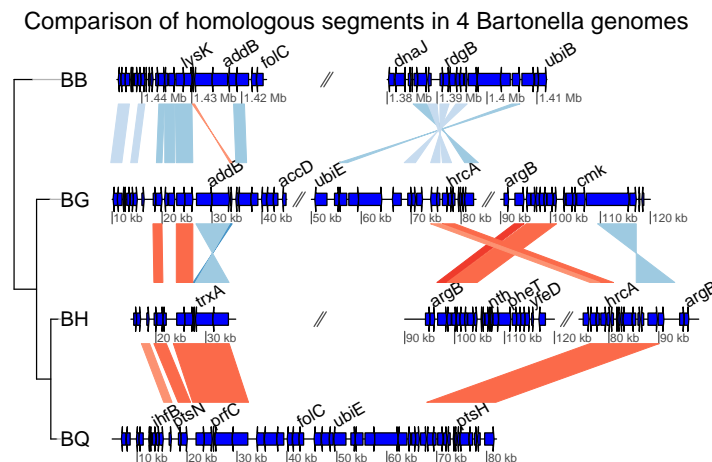 Comparison of homologous segments in 4 Bartonella genomes
lysK addB folC dnaJ rdgB ubiB
BB //
1.44 Mb 1.43 Mb 1.42 Mb 1.38 Mb 1.39 Mb 1.4 Mb 1.41 Mb
addB accD ubiE hrcA argB cmk
BG // //
10 kb 20 kb 30 kb 40 kb 50 kb 60 kb 70 kb 80 kb 90 kb 100 kb 110 kb 120 kb
trxA argB nth pheT yfeD hrcA argB
BH // //
20 kb 30 kb 90 kb 100 kb 110 kb 120 kb 80 kb 90 kb
ihfB ptsN prfC folC ubiE ptsH
BQ
10 kb 20 kb 30 kb 40 kb 50 kb 60 kb 70 kb 80 kb